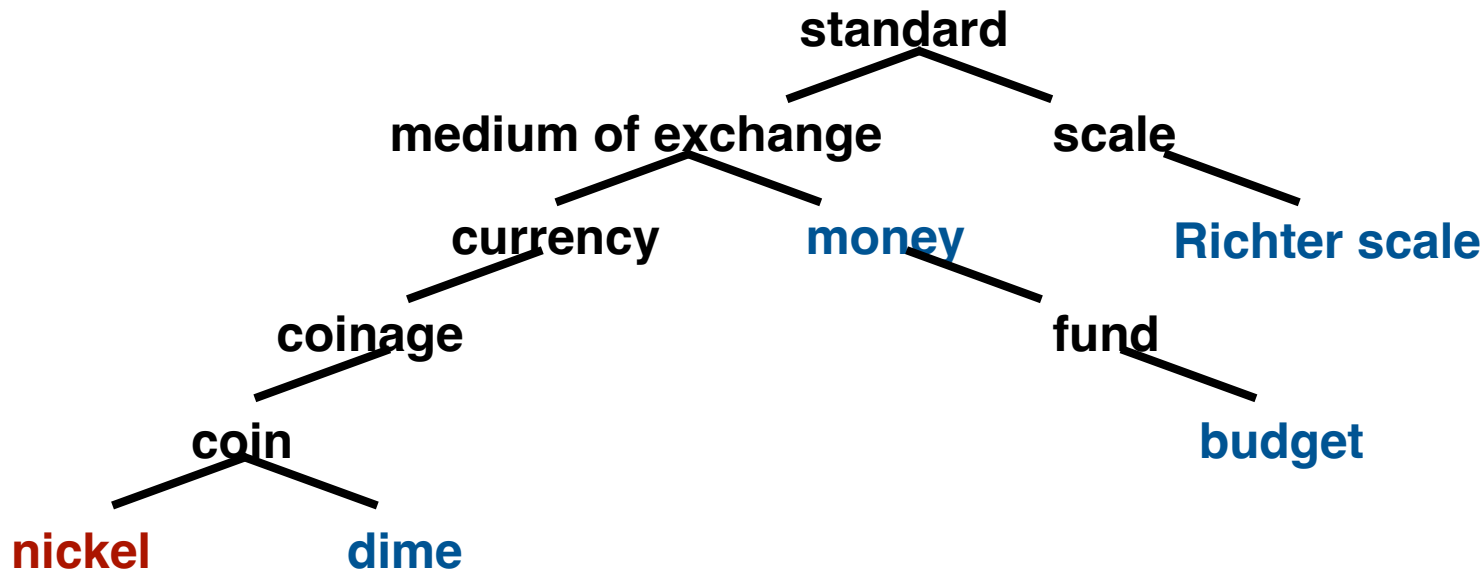 standard
medium of exchange
scale
currency
money
Richter scale
coinage
fund
coin
budget
nickel
dime